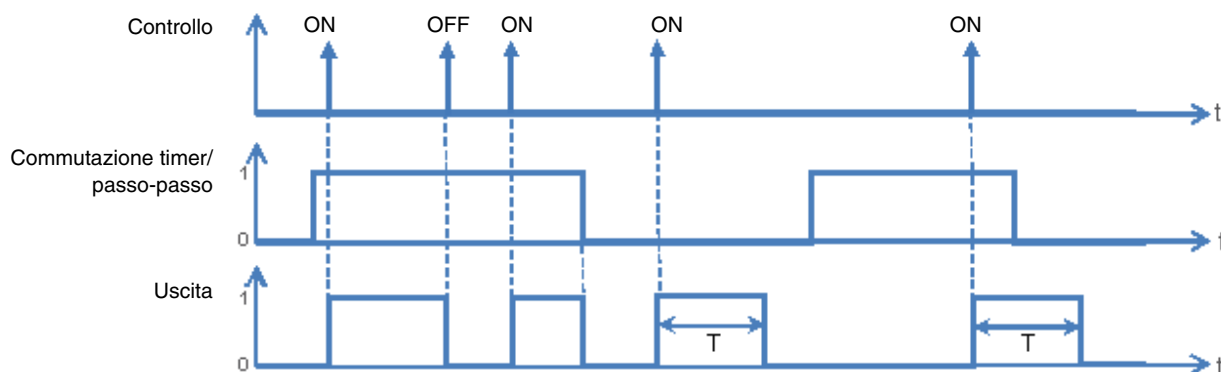 Controllo
ON OFF ON ON ON
t
Commutazione timer/
passo-passo
1
0
t
Uscita
1
T T
0
t